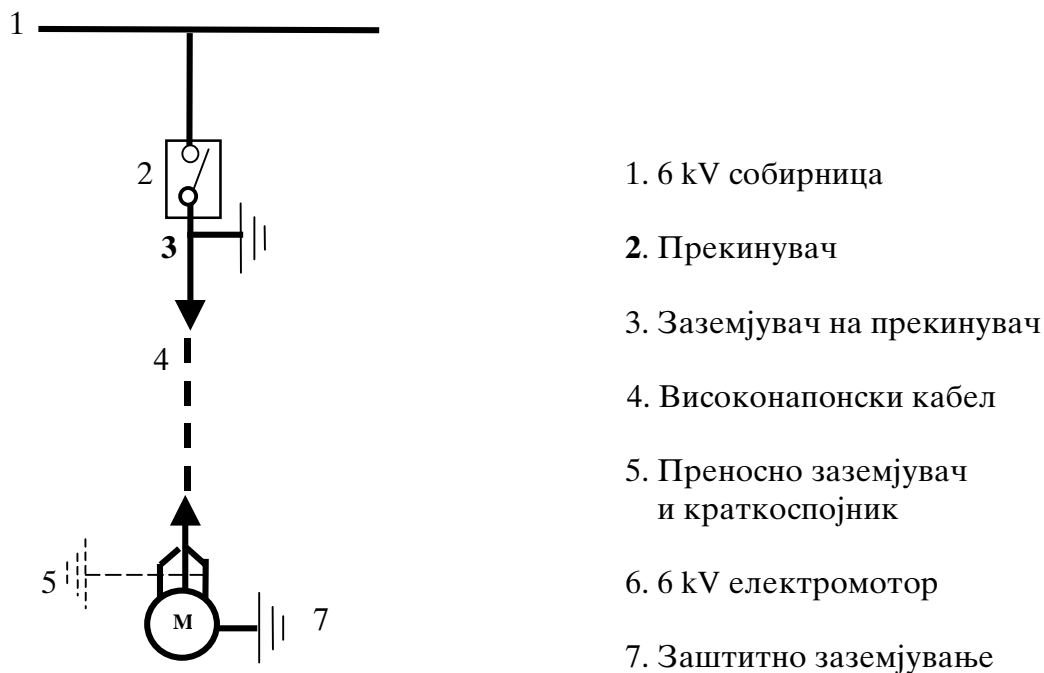 1
2
3
4
5
M
7
1. 6 kV собирница
2. Прекинувач
3. Заземјувач на прекинувач
4. Високонапонски кабел
5. Преносно заземјувач
и краткоспојник
6. 6 kV електромотор
7. Заштитно заземјување